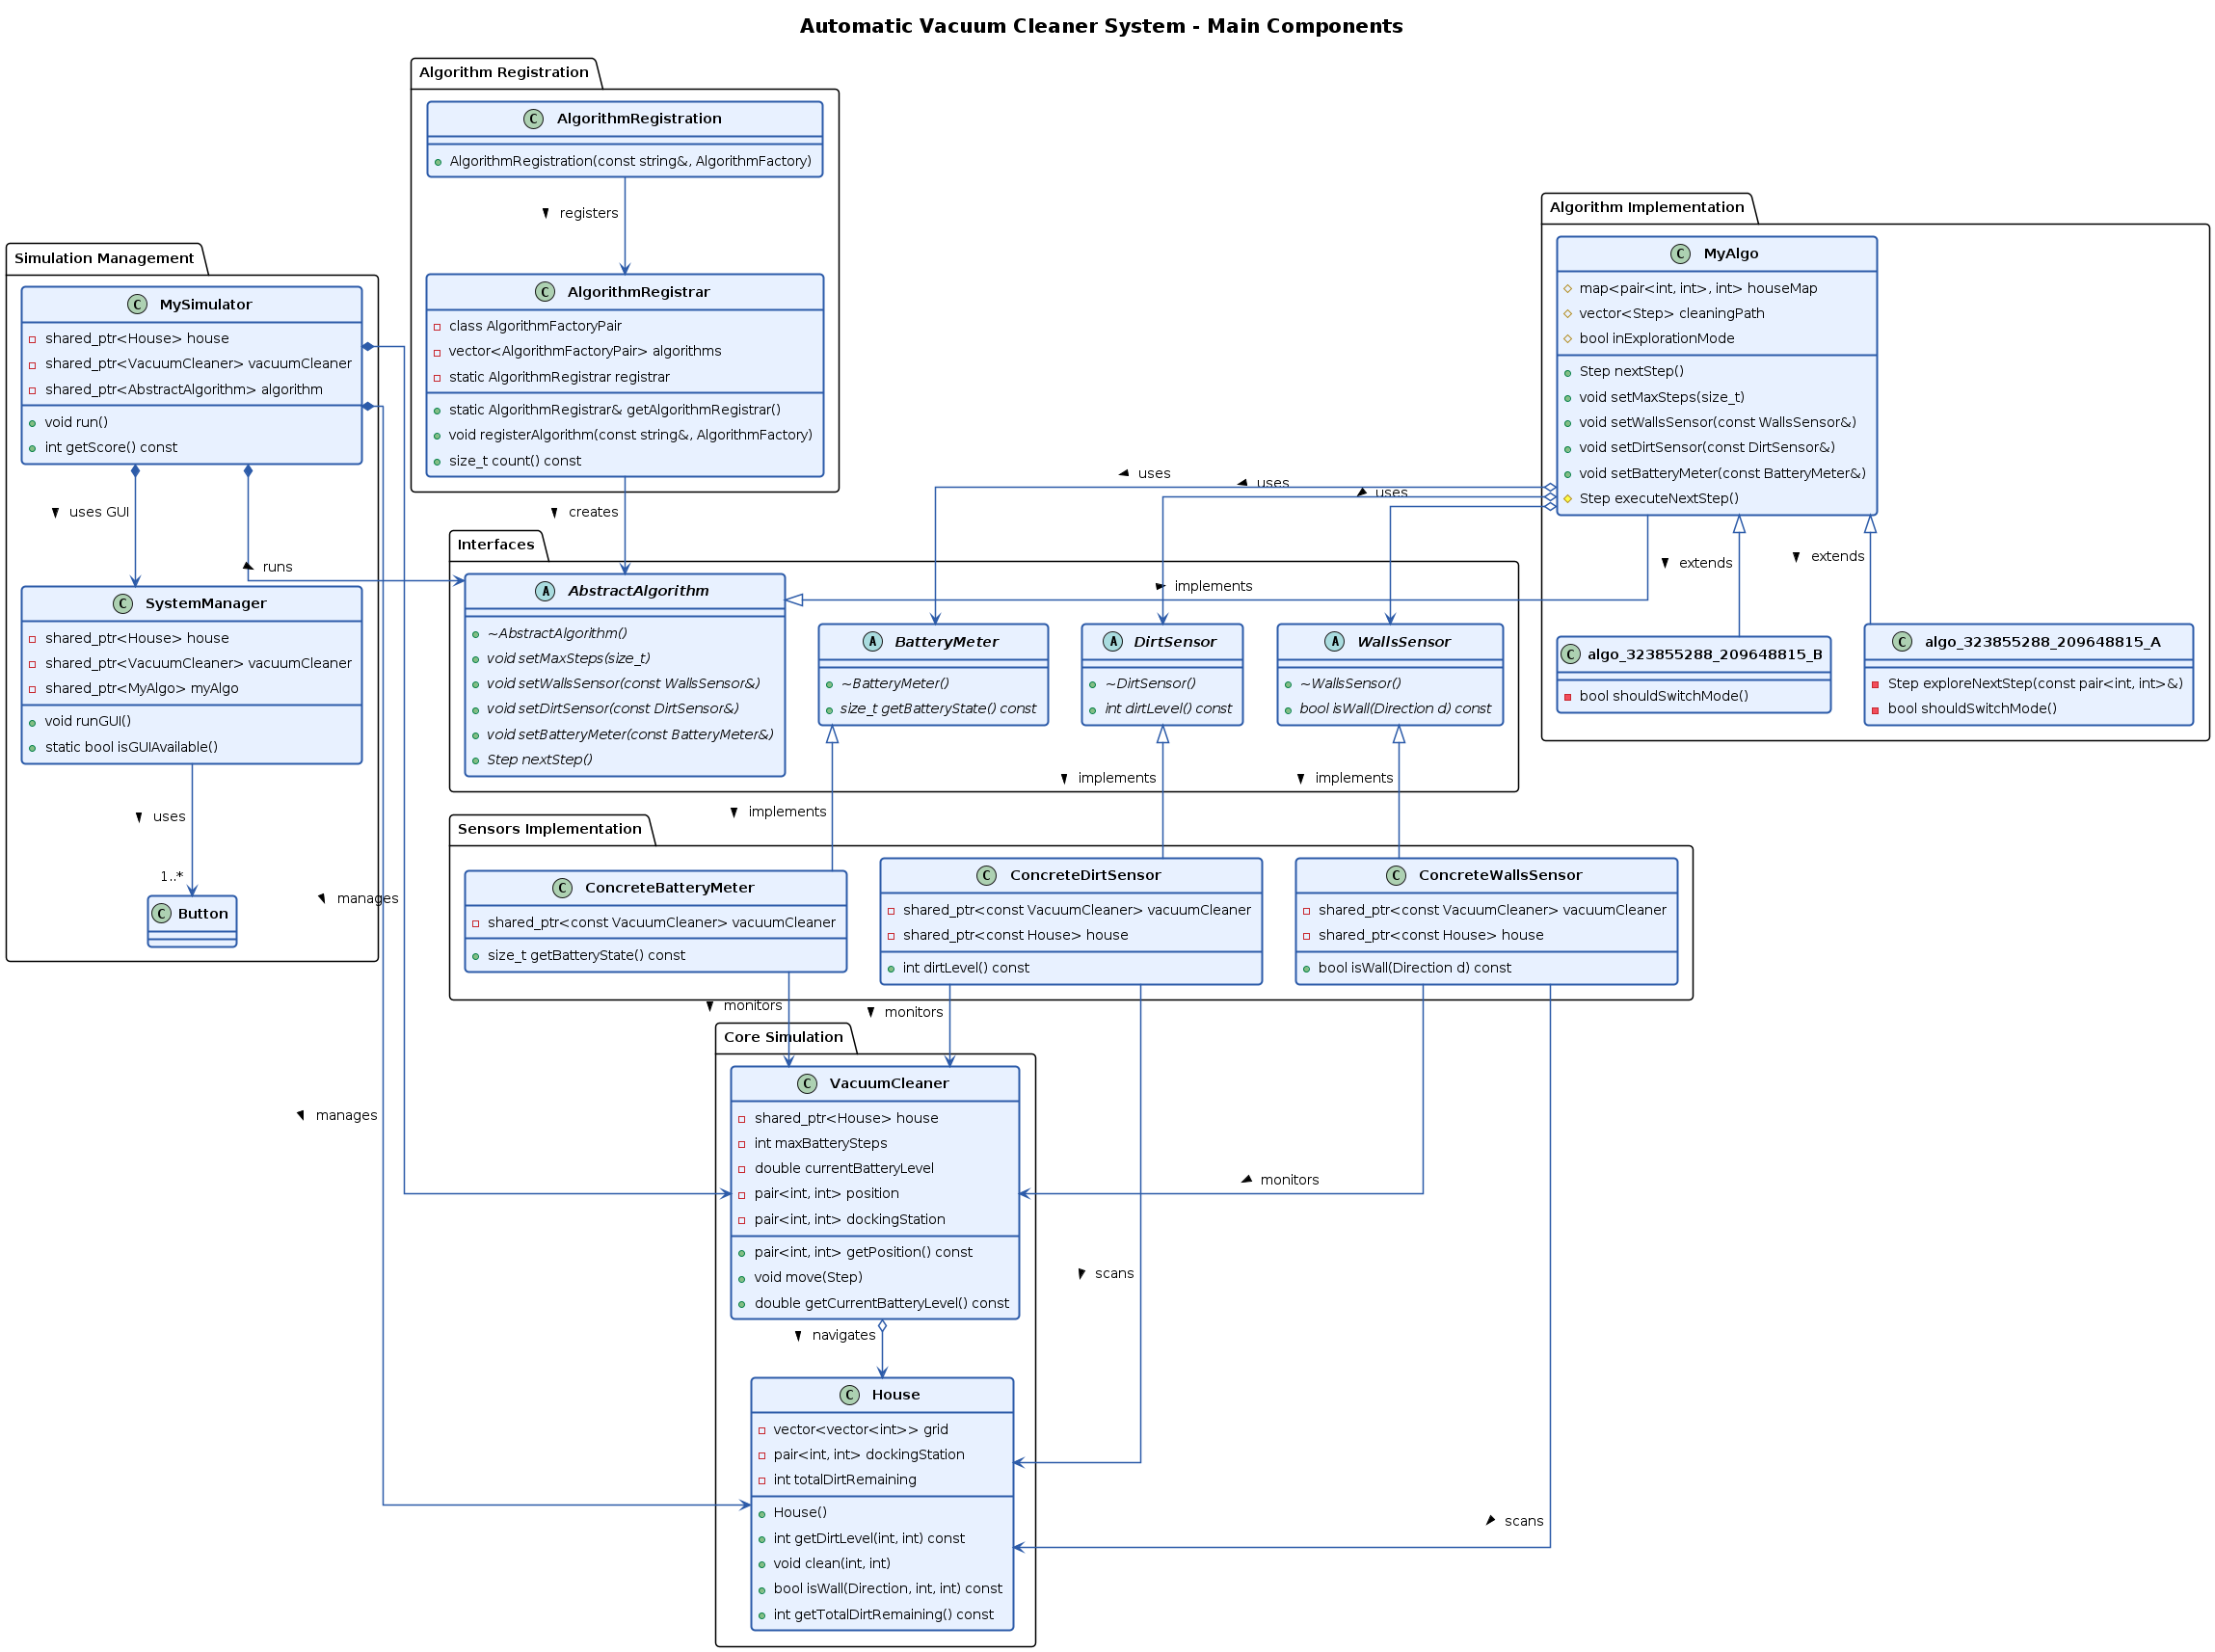 Automatic Vacuum Cleaner System - Main Components
Algorithm Registration
C AlgorithmRegistration
AlgorithmRegistration(const string&, AlgorithmFactory)
registers
C AlgorithmRegistrar
class AlgorithmFactoryPair
vector<AlgorithmFactoryPair> algorithms
static AlgorithmRegistrar registrar
static AlgorithmRegistrar& getAlgorithmRegistrar()
void registerAlgorithm(const string&, AlgorithmFactory)
size_t count() const
creates
Simulation Management
C MySimulator
shared_ptr<House> house
shared_ptr<VacuumCleaner> vacuumCleaner
shared_ptr<AbstractAlgorithm> algorithm
void run()
int getScore() const
uses GUI
runs
C SystemManager
shared_ptr<House> house
shared_ptr<VacuumCleaner> vacuumCleaner
shared_ptr<MyAlgo> myAlgo
void runGUI()
static bool isGUIAvailable()
uses
1..*
C Button
manages
manages
Algorithm Implementation
C MyAlgo
map<pair<int, int>, int> houseMap
vector<Step> cleaningPath
bool inExplorationMode
Step nextStep()
void setMaxSteps(size_t)
void setWallsSensor(const WallsSensor&)
void setDirtSensor(const DirtSensor&)
void setBatteryMeter(const BatteryMeter&)
Step executeNextStep()
uses
uses
uses
implements
extends
extends
C algo_323855288_209648815_B
bool shouldSwitchMode()
C algo_323855288_209648815_A
Step exploreNextStep(const pair<int, int>&)
bool shouldSwitchMode()
Interfaces
A AbstractAlgorithm
~AbstractAlgorithm()
void setMaxSteps(size_t)
void setWallsSensor(const WallsSensor&)
void setDirtSensor(const DirtSensor&)
void setBatteryMeter(const BatteryMeter&)
Step nextStep()
A BatteryMeter
~BatteryMeter()
size_t getBatteryState() const
A DirtSensor
~DirtSensor()
int dirtLevel() const
A WallsSensor
~WallsSensor()
bool isWall(Direction d) const
implements
implements
implements
Sensors Implementation
C ConcreteBatteryMeter
shared_ptr<const VacuumCleaner> vacuumCleaner
size_t getBatteryState() const
C ConcreteDirtSensor
shared_ptr<const VacuumCleaner> vacuumCleaner
shared_ptr<const House> house
int dirtLevel() const
C ConcreteWallsSensor
shared_ptr<const VacuumCleaner> vacuumCleaner
shared_ptr<const House> house
bool isWall(Direction d) const
monitors
monitors
monitors
scans
scans
Core Simulation
C VacuumCleaner
shared_ptr<House> house
int maxBatterySteps
double currentBatteryLevel
pair<int, int> position
pair<int, int> dockingStation
pair<int, int> getPosition() const
void move(Step)
double getCurrentBatteryLevel() const
navigates
C House
vector<vector<int>> grid
pair<int, int> dockingStation
int totalDirtRemaining
House()
int getDirtLevel(int, int) const
void clean(int, int)
bool isWall(Direction, int, int) const
int getTotalDirtRemaining() const